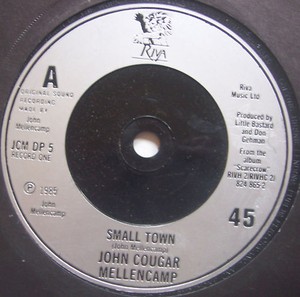 RIVA
A
ORIGINAL SOUND
RECORDING
MADE BY
John
Mellencamp
JCM DP 5
RECORD ONE
℗ 1985
John
Mellencamp
Riva
Music Ltd
Produced by
Little Bastard
and Don
Gehman
From the
album
"Scarecrow"
RIVH 2(RIVHC 2)
824 865-2
45
SMALL TOWN
(John Mellencamp)
JOHN COUGAR
MELLENCAMP